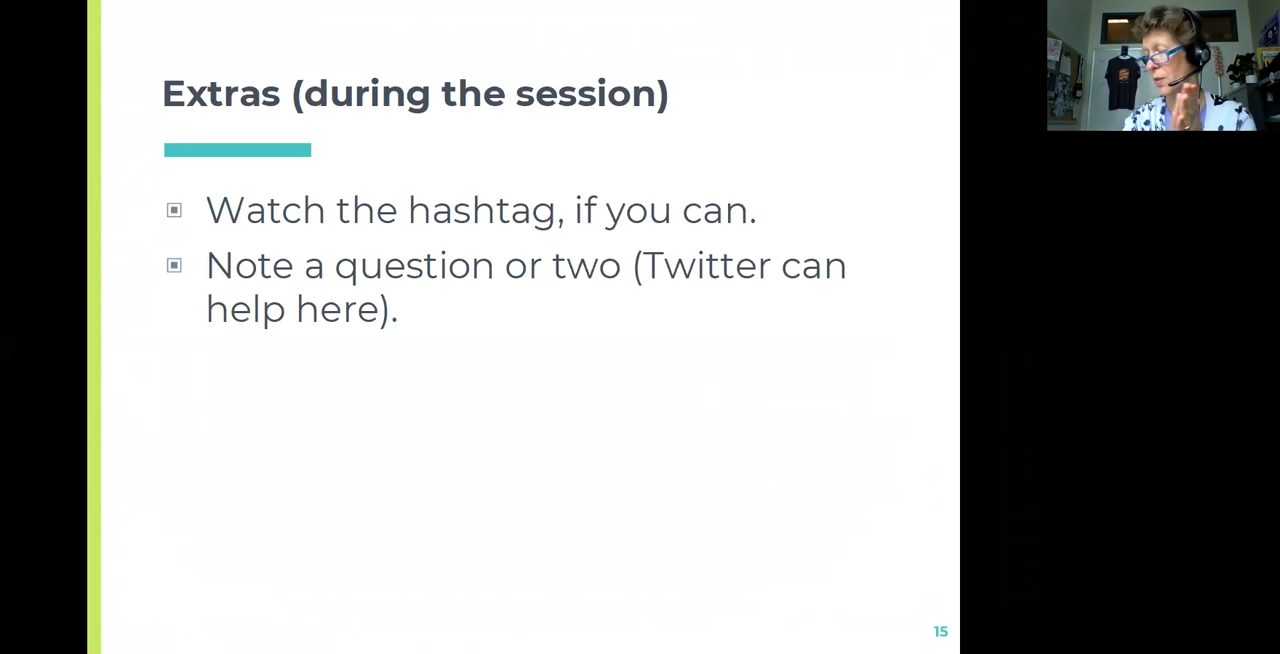 Extras (during the session)
Watch the hashtag, if you can.
Note a question or two (Twitter can
help here).
15